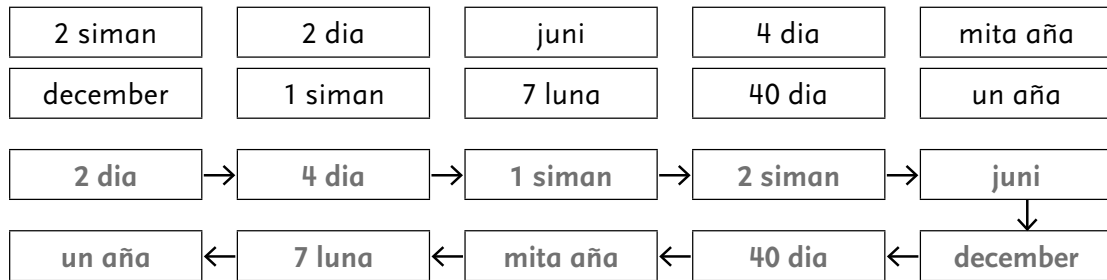 2 siman 2 dia juni 4 dia mita aña
december 1 siman 7 luna 40 dia un aña
2 dia → 4 dia → 1 siman → 2 siman → juni
un aña ← 7 luna ← mita aña ← 40 dia ← december